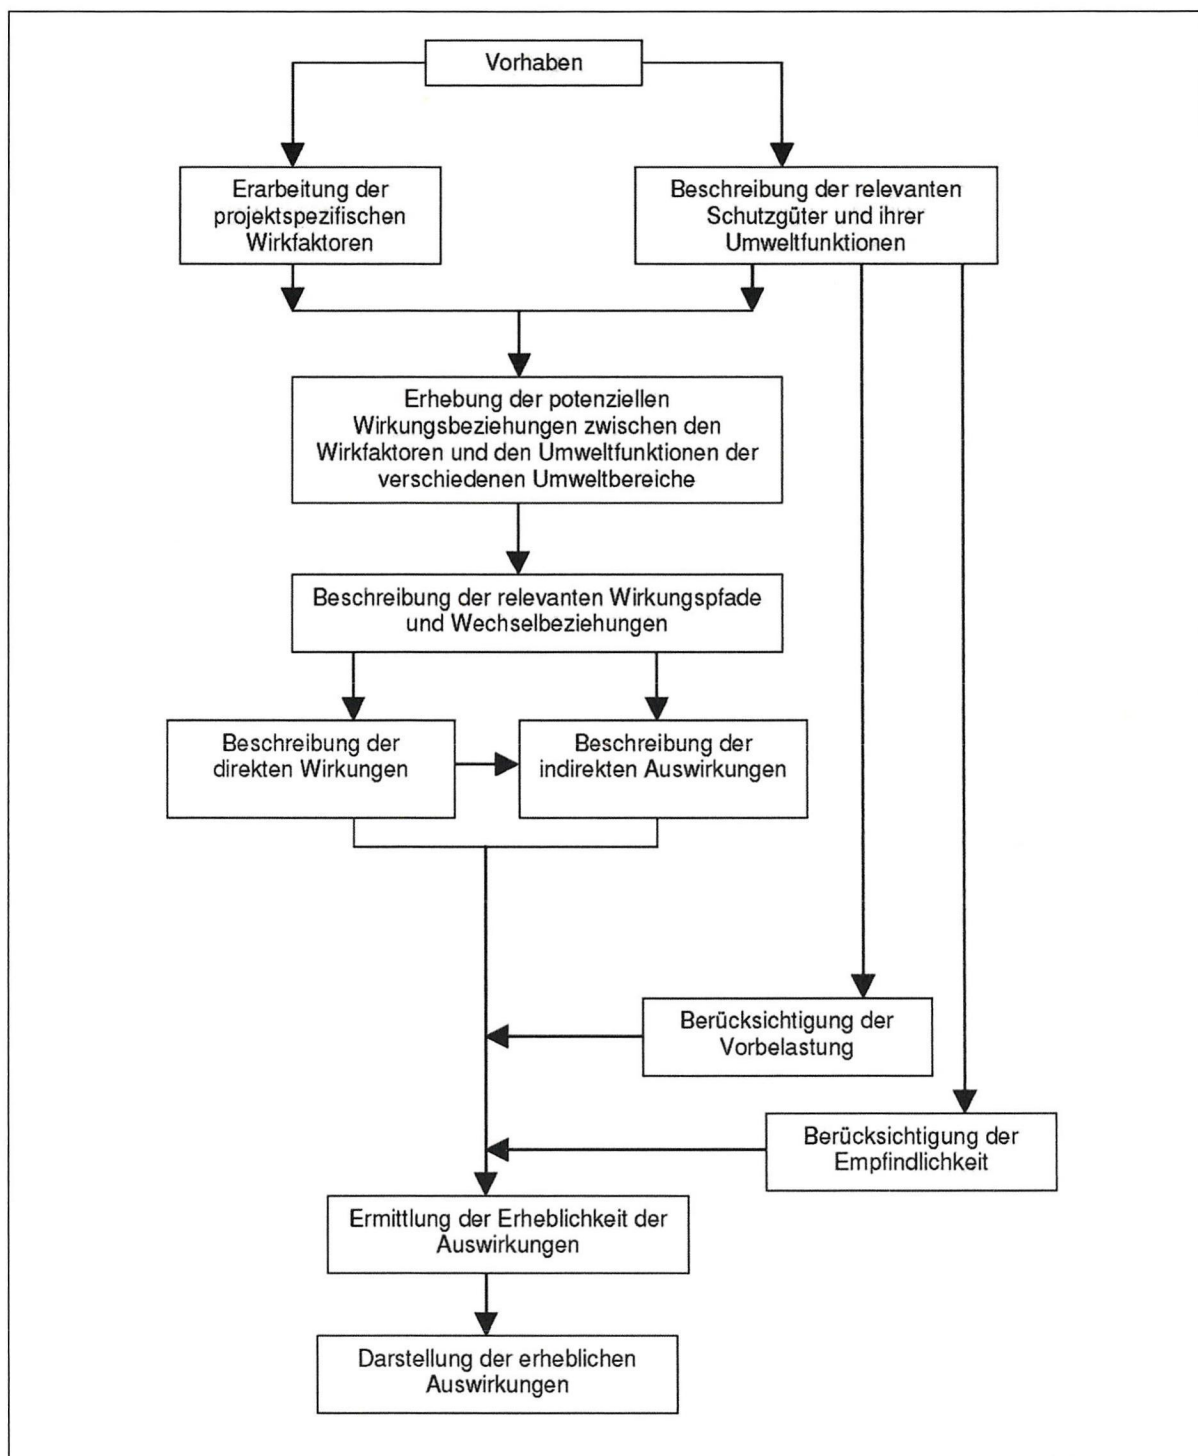 Vorhaben
Erarbeitung der
projektspezifischen
Wirkfaktoren
Beschreibung der relevanten
Schutzgüter und ihrer
Umweltfunktionen
Erhebung der potenziellen
Wirkungsbeziehungen zwischen den
Wirkfaktoren und den Umweltfunktionen der
verschiedenen Umweltbereiche
Beschreibung der relevanten Wirkungspfade
und Wechselbeziehungen
Beschreibung der
direkten Wirkungen
Beschreibung der
indirekten Auswirkungen
Berücksichtigung der
Vorbelastung
Berücksichtigung der
Empfindlichkeit
Ermittlung der Erheblichkeit der
Auswirkungen
Darstellung der erheblichen
Auswirkungen